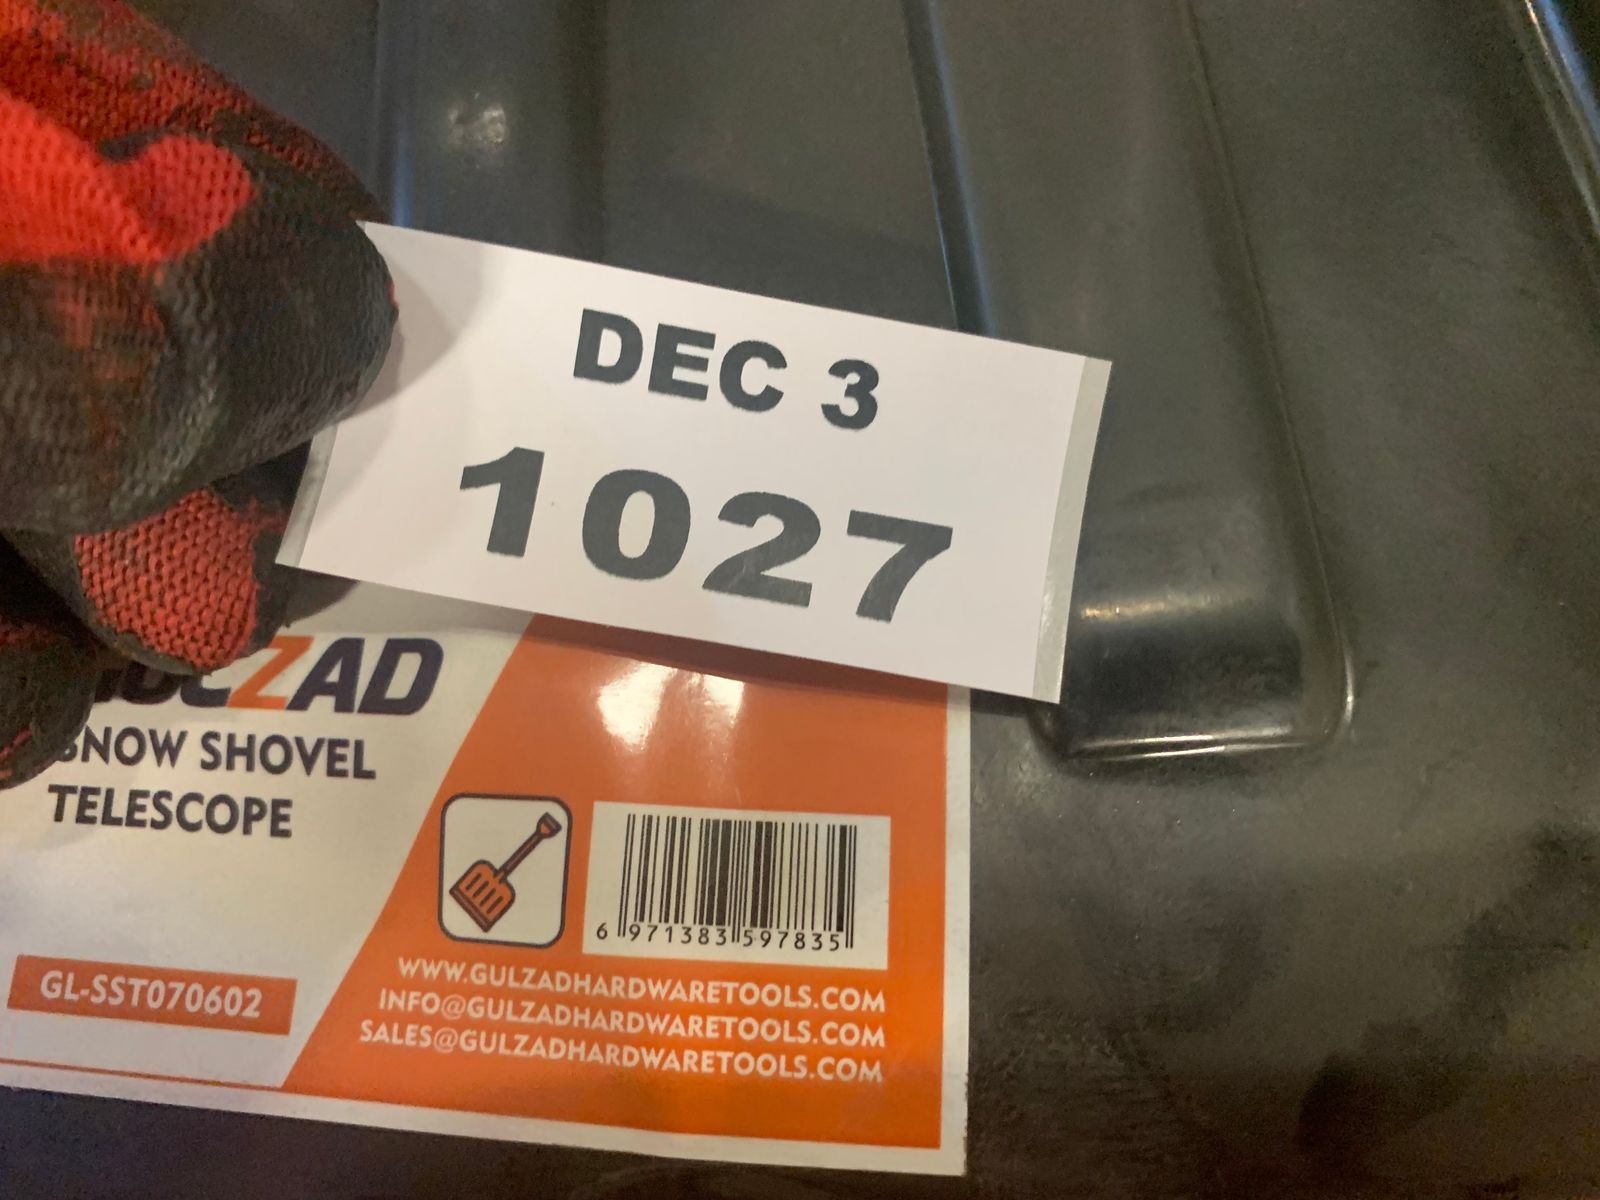 DEC 3
1027
GULZAD
SNOW SHOVEL
TELESCOPE
6 971383 597835
GL-SST070602
WWW.GULZADHARDWARETOOLS.COM
INFO@GULZADHARDWARETOOLS.COM
SALES@GULZADHARDWARETOOLS.COM